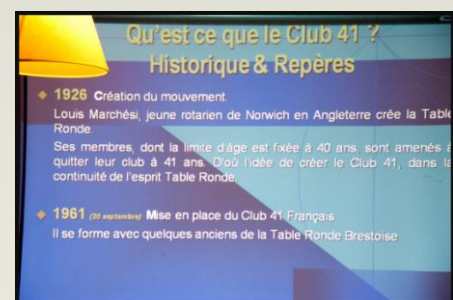 Qu'est ce que le Club 41 ?
Historique & Repères
1926 Création du mouvement.
Louis Marchési, jeune rotarien de Norwich en Angleterre crée la Table
Ronde.
Ses membres, dont la limite d'âge est fixée à 40 ans, sont amenés à
quitter leur club à 41 ans. D'où l'idée de créer le Club 41, dans la
continuité de l'esprit Table Ronde.
1961 (20 septembre) Mise en place du Club 41 Français
Il se forme avec quelques anciens de la Table Ronde Brestoise